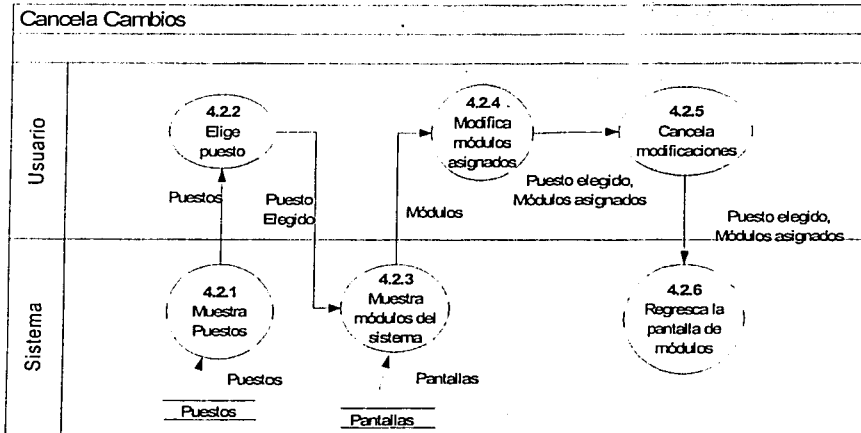 Cancela Cambios
Usuario
4.2.2
Elige
puesto
4.2.4
Modifica
módulos
asignados
4.2.5
Cancela
modificaciones
Puestos
Puesto
Elegido
Módulos
Puesto elegido,
Módulos asignados
Puesto elegido,
Módulos asignados
Sistema
4.2.1
Muestra
Puestos
4.2.3
Muestra
módulos del
sistema
4.2.6
Regresca la
pantalla de
módulos
Puestos
Pantallas
Puestos
Pantallas